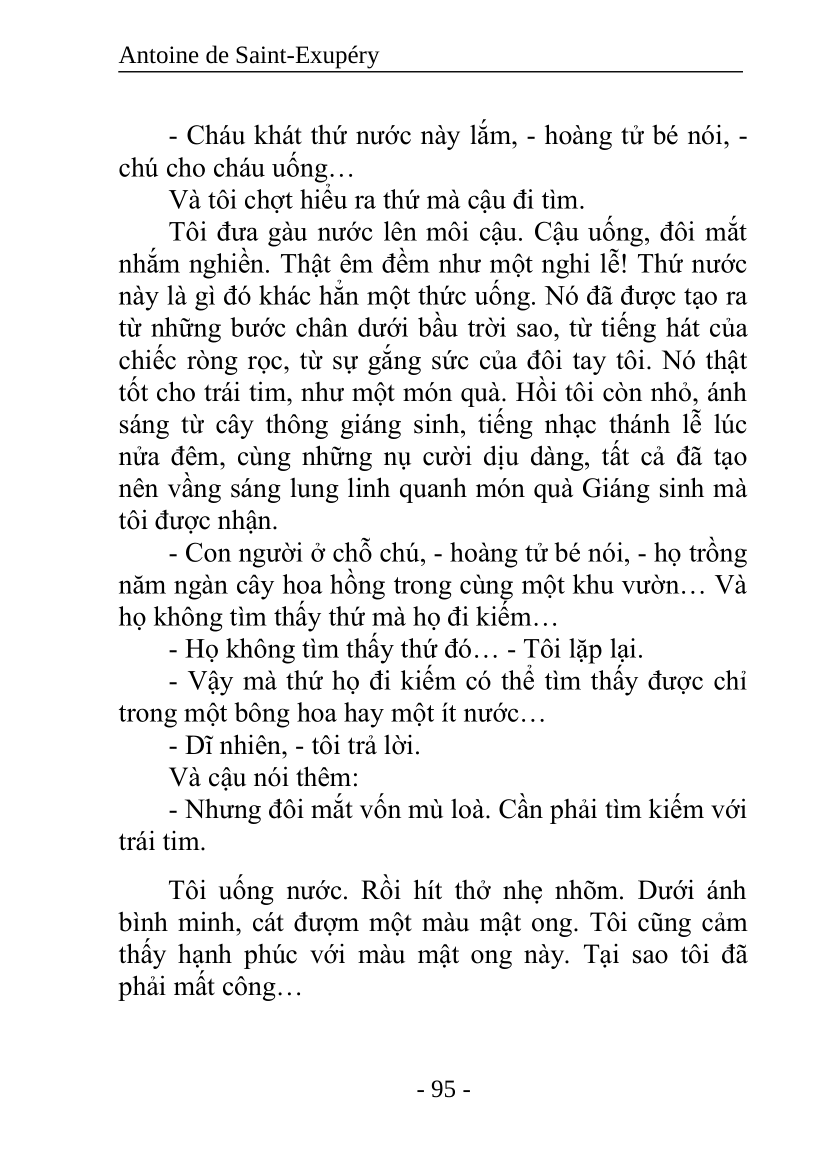 Antoine de Saint-Exupéry
- Cháu khát thứ nước này lắm, - hoàng tử bé nói, -
chú cho cháu uống…
Và tôi chợt hiểu ra thứ mà cậu đi tìm.
Tôi đưa gàu nước lên môi cậu. Cậu uống, đôi mắt
nhắm nghiền. Thật êm đềm như một nghi lễ! Thứ nước
này là gì đó khác hẳn một thức uống. Nó đã được tạo ra
từ những bước chân dưới bầu trời sao, từ tiếng hát của
chiếc ròng rọc, từ sự gắng sức của đôi tay tôi. Nó thật
tốt cho trái tim, như một món quà. Hồi tôi còn nhỏ, ánh
sáng từ cây thông giáng sinh, tiếng nhạc thánh lễ lúc
nửa đêm, cùng những nụ cười dịu dàng, tất cả đã tạo
nên vầng sáng lung linh quanh món quà Giáng sinh mà
tôi được nhận.
- Con người ở chỗ chú, - hoàng tử bé nói, - họ trồng
năm ngàn cây hoa hồng trong cùng một khu vườn… Và
họ không tìm thấy thứ mà họ đi kiếm…
- Họ không tìm thấy thứ đó… - Tôi lặp lại.
- Vậy mà thứ họ đi kiếm có thể tìm thấy được chỉ
trong một bông hoa hay một ít nước…
- Dĩ nhiên, - tôi trả lời.
Và cậu nói thêm:
- Nhưng đôi mắt vốn mù loà. Cần phải tìm kiếm với
trái tim.
Tôi uống nước. Rồi hít thở nhẹ nhõm. Dưới ánh
bình minh, cát đượm một màu mật ong. Tôi cũng cảm
thấy hạnh phúc với màu mật ong này. Tại sao tôi đã
phải mất công…
- 95 -